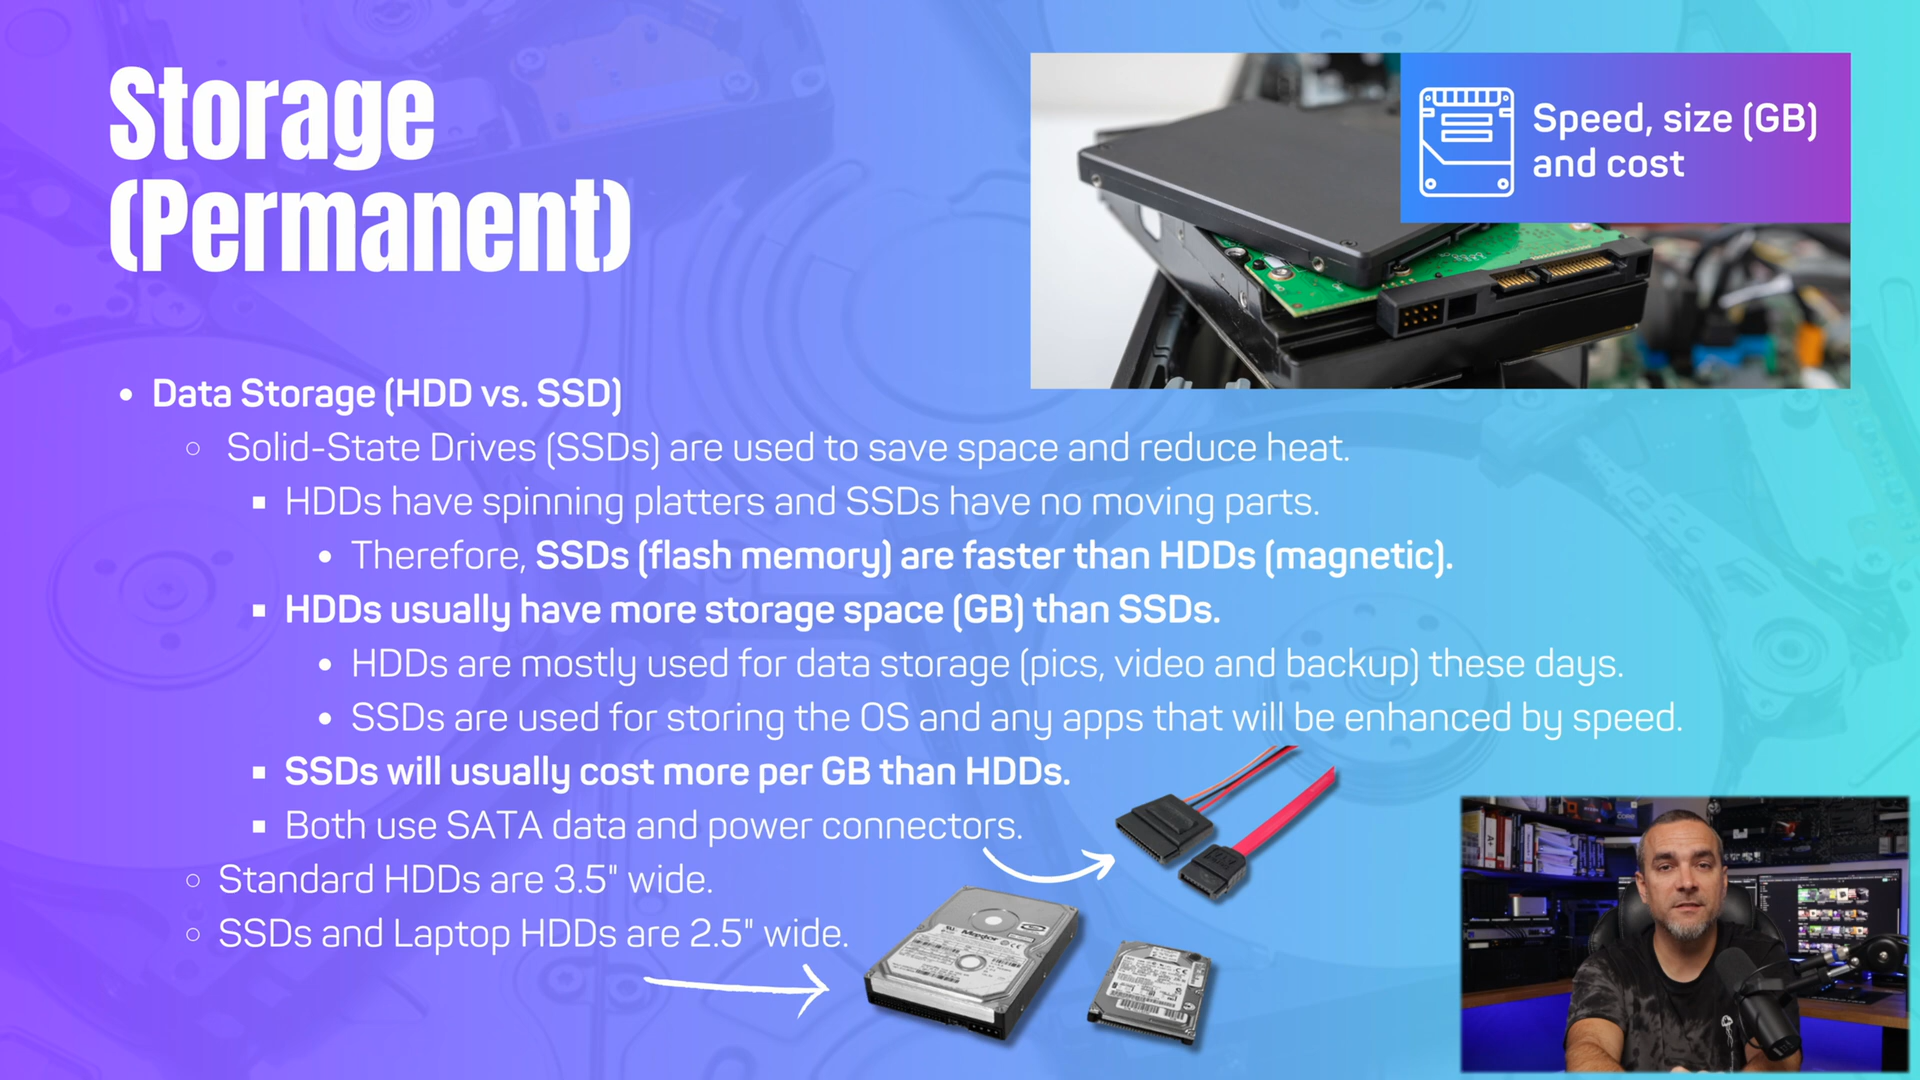 Storage
(Permanent)
Speed, size (GB)
and cost
Data Storage (HDD vs. SSD)
Solid-State Drives (SSDs) are used to save space and reduce heat.
HDDs have spinning platters and SSDs have no moving parts.
Therefore, SSDs (flash memory) are faster than HDDs (magnetic).
HDDs usually have more storage space (GB) than SSDs.
HDDs are mostly used for data storage (pics, video and backup) these days.
SSDs are used for storing the OS and any apps that will be enhanced by speed.
SSDs will usually cost more per GB than HDDs.
Both use SATA data and power connectors.
Standard HDDs are 3.5" wide.
SSDs and Laptop HDDs are 2.5" wide.
Maxtor